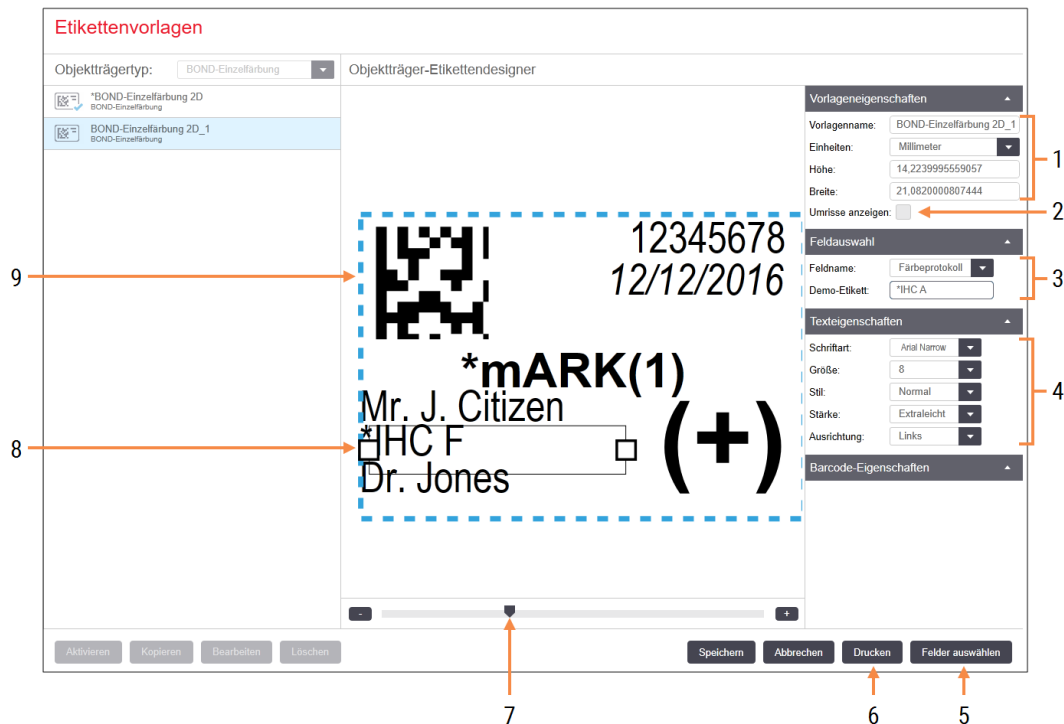 Etikettenvorlagen
Objektträgertyp: BOND-Einzelfärbung
Objektträger-Etikettendesigner
*BOND-Einzelfärbung 2D
BOND-Einzelfärbung
BOND-Einzelfärbung 2D_1
BOND-Einzelfärbung
12345678
12/12/2016
*mARK(1)
Mr. J. Citizen
*IHC F
Dr. Jones
(+)
Vorlageneigenschaften
Vorlagenname: BOND-Einzelfärbung 2D_1
Einheiten: Millimeter
Höhe: 14,2239995559057
Breite: 21,0820000807444
Umrisse anzeigen:
Feldauswahl
Feldname: Färbeprotokoll
Demo-Etikett: *IHC A
Texteigenschaften
Schriftart: Arial Narrow
Größe: 8
Stil: Normal
Stärke: Extraleicht
Ausrichtung: Links
Barcode-Eigenschaften
1
2
3
4
9
8
- +
Aktivieren Kopieren Bearbeiten Löschen
Speichern Abbrechen Drucken Felder auswählen
7 6 5